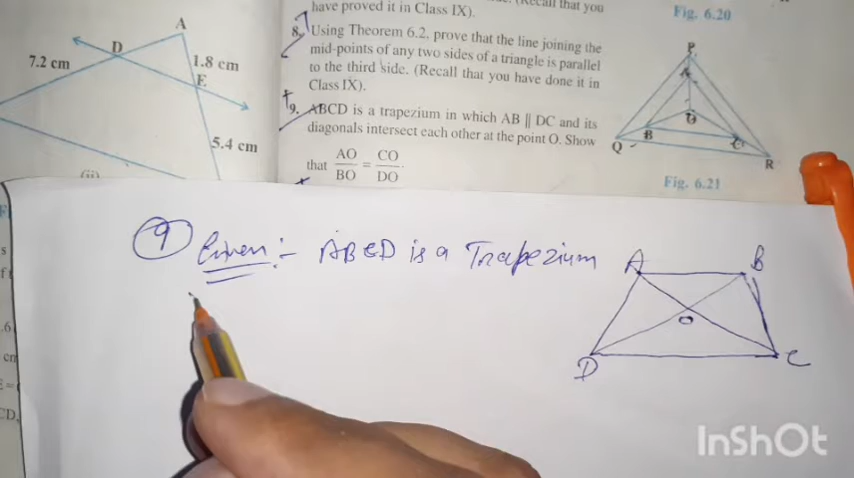 have proved it in Class IX).
8. Using Theorem 6.2, prove that the line joining the
mid-points of any two sides of a triangle is parallel
to the third side. (Recall that you have done it in
Class IX).
9. ABCD is a trapezium in which AB || DC and its
diagonals intersect each other at the point O. Show
that AO/BO = CO/DO.
A
D
7.2 cm
1.8 cm
E
5.4 cm
(ii)
Fig. 6.20
P
A
O
B
C
Q
R
Fig. 6.21
9 Given:- ABCD is a Trapezium
A
B
O
D
C
InShOt